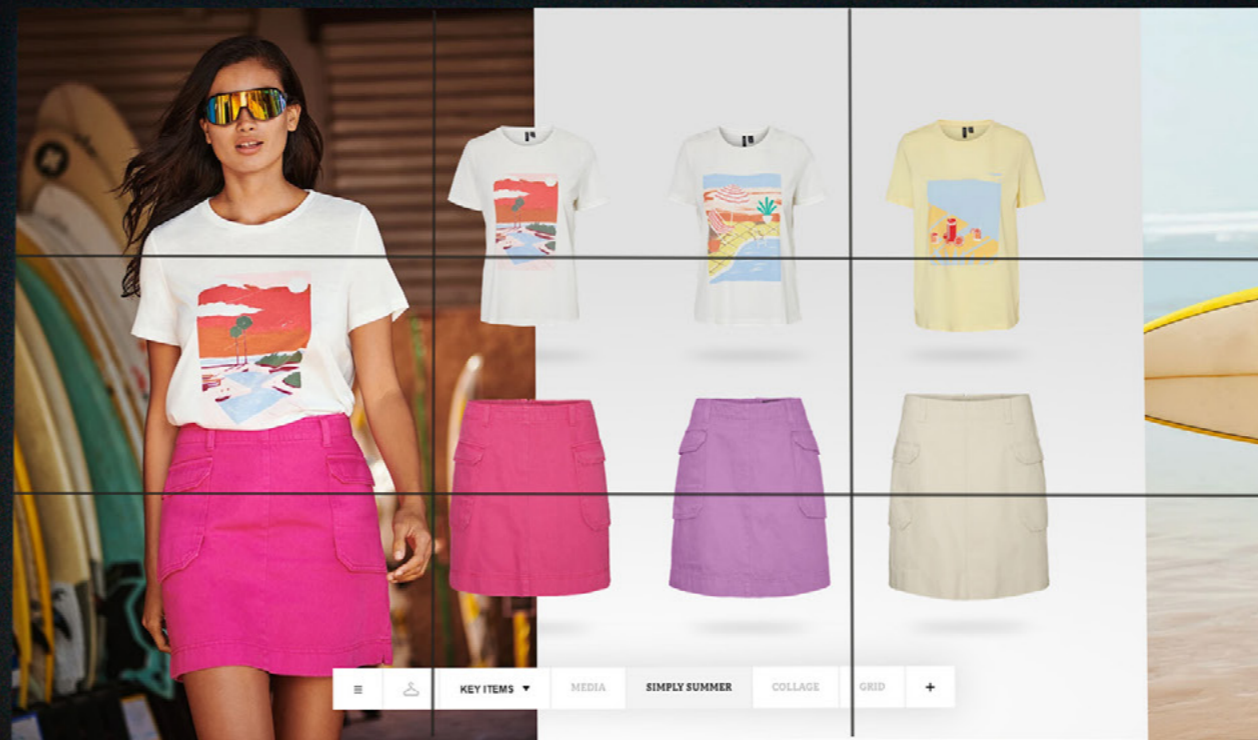 KEY ITEMS
MEDIA
SIMPLY SUMMER
COLLAGE
GRID
+